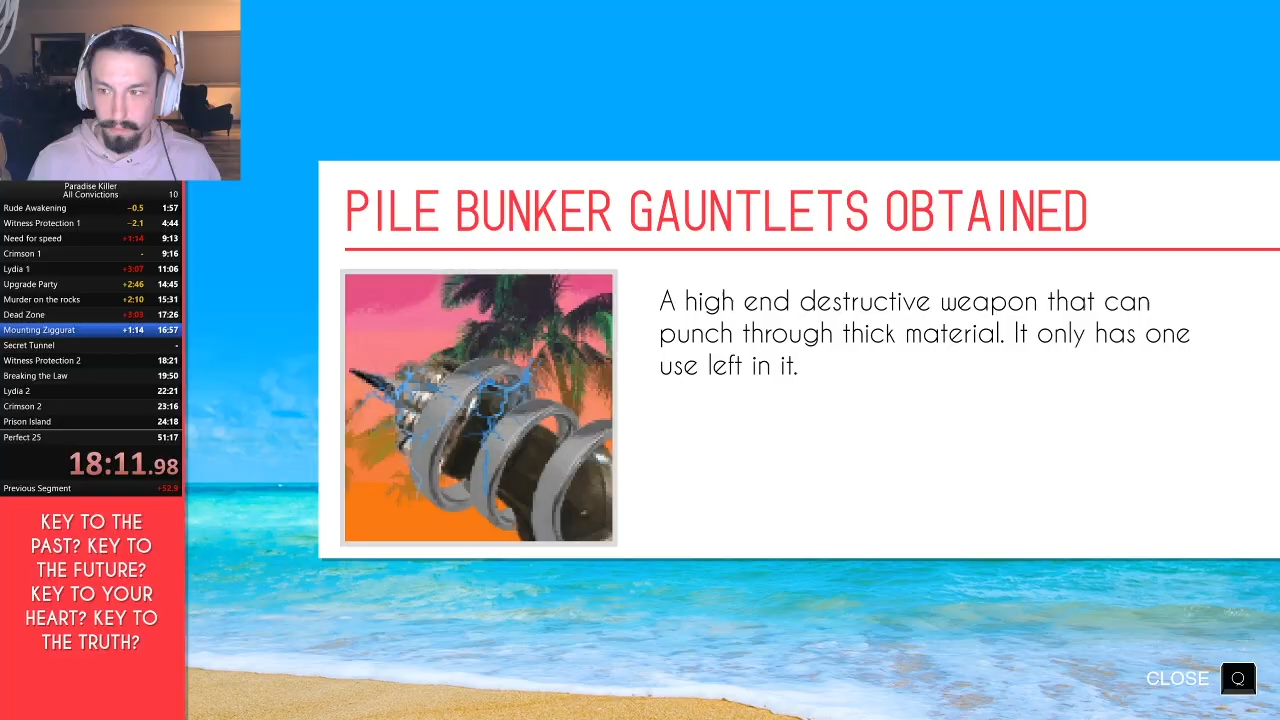 PILE BUNKER GAUNTLETS OBTAINED
A high end destructive weapon that can
punch through thick material. It only has one
use left in it.
Paradise Killer
All Convictions 10
Rude Awakening −0.5 1:57
Witness Protection 1 −2.1 4:44
Need for speed +1:14 9:13
Crimson 1 - 9:16
Lydia 1 +3:07 11:06
Upgrade Party +2:46 14:45
Murder on the rocks +2:10 15:31
Dead Zone +3:03 17:26
Mounting Ziggurat +1:14 16:57
Secret Tunnel -
Witness Protection 2 18:21
Breaking the Law 19:50
Lydia 2 22:21
Crimson 2 23:16
Prison Island 24:18
Perfect 25 51:17
18:11.98
Previous Segment +52.9
KEY TO THE
PAST? KEY TO
THE FUTURE?
KEY TO YOUR
HEART? KEY TO
THE TRUTH?
CLOSE Q